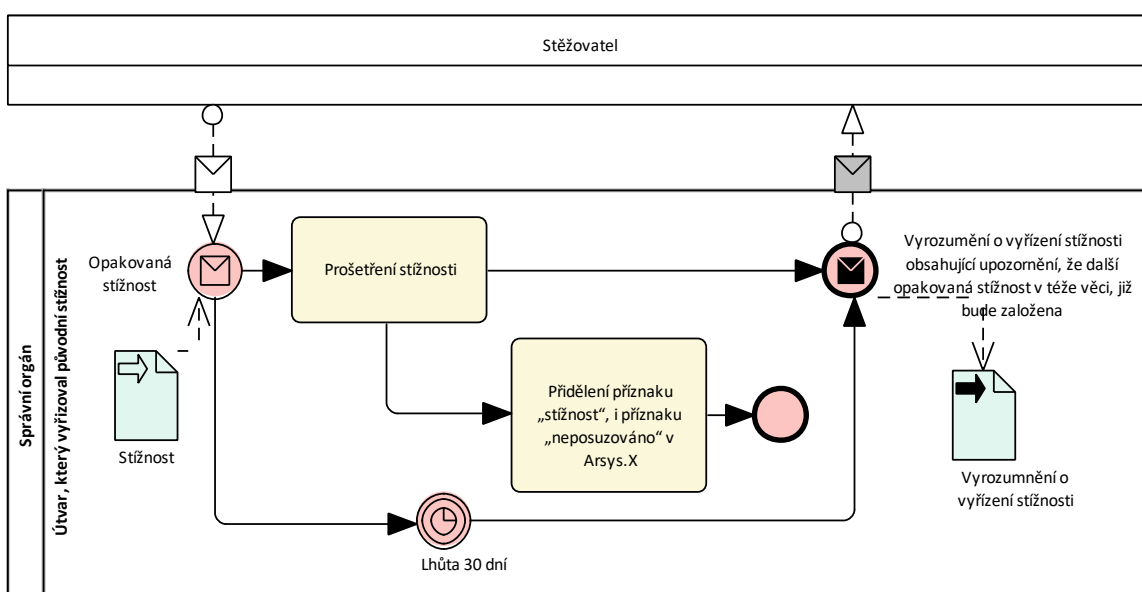 Stěžovatel
Správní orgán
Útvar, který vyřizoval původní stížnost
Opakovaná
stížnost
Prošetření stížnosti
Vyrozumění o vyřízení stížnosti
obsahující upozornění, že další
opakovaná stížnost v téže věci, již
bude založena
Stížnost
Přidělení příznaku
„stížnost“, i příznaku
„neposuzováno“ v
Arsys.X
Vyrozumnění o
vyřízení stížnosti
Lhůta 30 dní